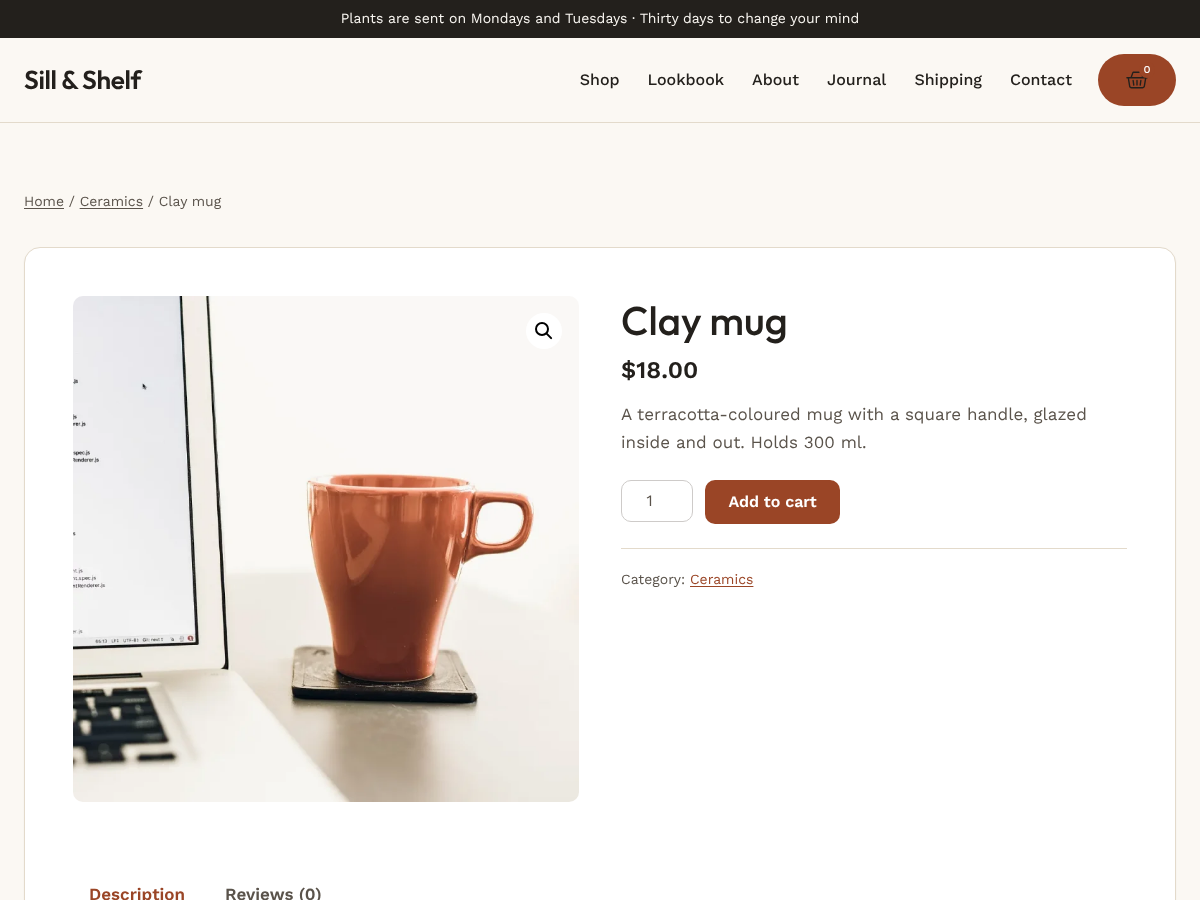 Plants are sent on Mondays and Tuesdays · Thirty days to change your mind
Sill & Shelf
Shop
Lookbook
About
Journal
Shipping
Contact
0
Home / Ceramics / Clay mug
Clay mug
$18.00
A terracotta-coloured mug with a square handle, glazed
inside and out. Holds 300 ml.
1
Add to cart
Category: Ceramics
Description
Reviews (0)